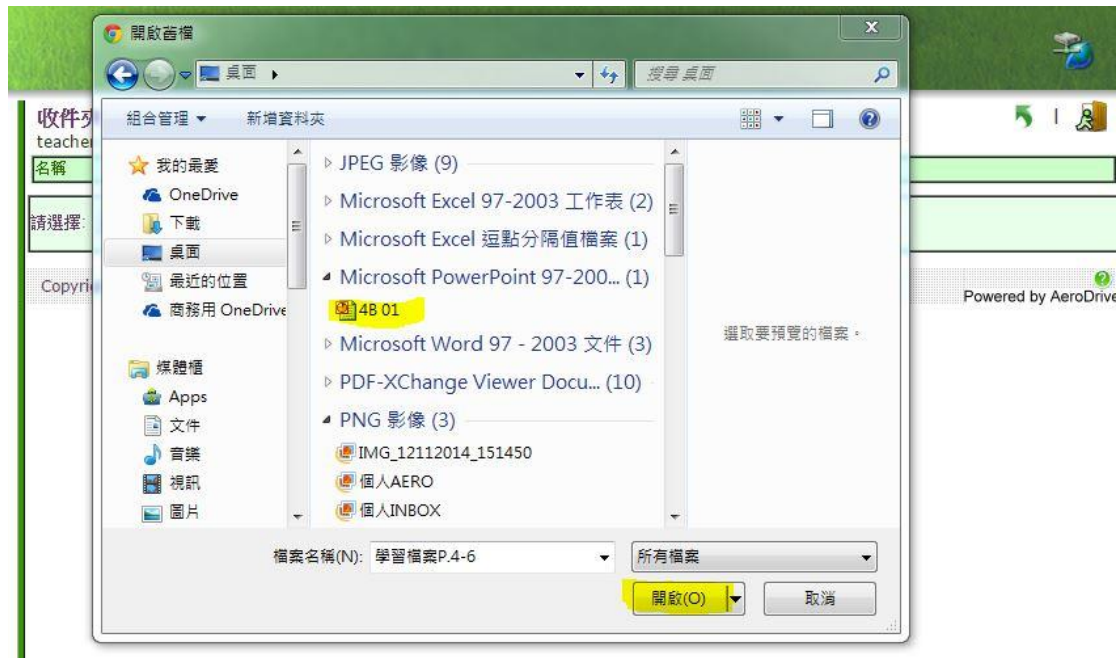 開啟舊檔
桌面
搜尋 桌面
組合管理
新增資料夾
收件夾
teacher
名稱
請選擇:
Copyri
Powered by AeroDrive
我的最愛
OneDrive
下載
桌面
最近的位置
商務用 OneDrive
媒體櫃
Apps
文件
音樂
視訊
圖片
JPEG 影像 (9)
Microsoft Excel 97-2003 工作表 (2)
Microsoft Excel 逗點分隔值檔案 (1)
Microsoft PowerPoint 97-200... (1)
4B 01
Microsoft Word 97 - 2003 文件 (3)
PDF-XChange Viewer Docu... (10)
PNG 影像 (3)
IMG_12112014_151450
個人AERO
個人INBOX
選取要預覽的檔案。
檔案名稱(N): 學習檔案P.4-6
所有檔案
開啟(O)
取消